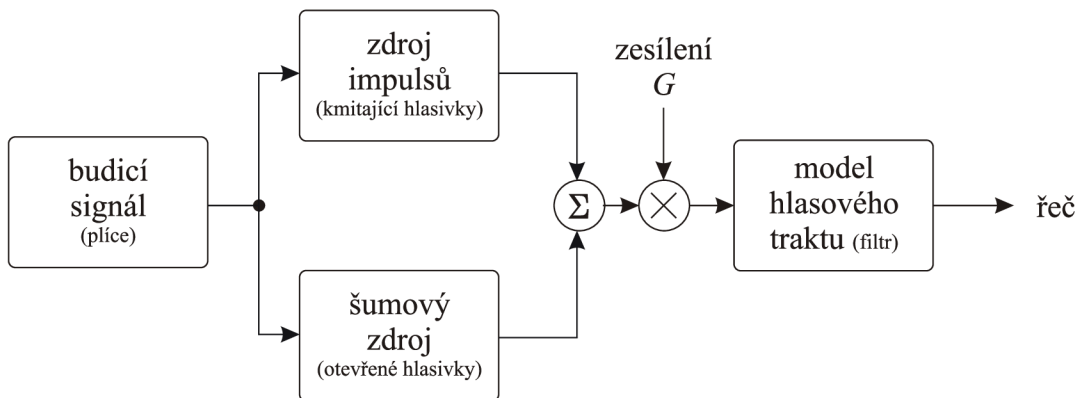 budicí
signál
(plíce)
zdroj
impulsů
(kmitající hlasivky)
šumový
zdroj
(otevřené hlasivky)
Σ
zesílení
G
model
hlasového
traktu (filtr)
řeč